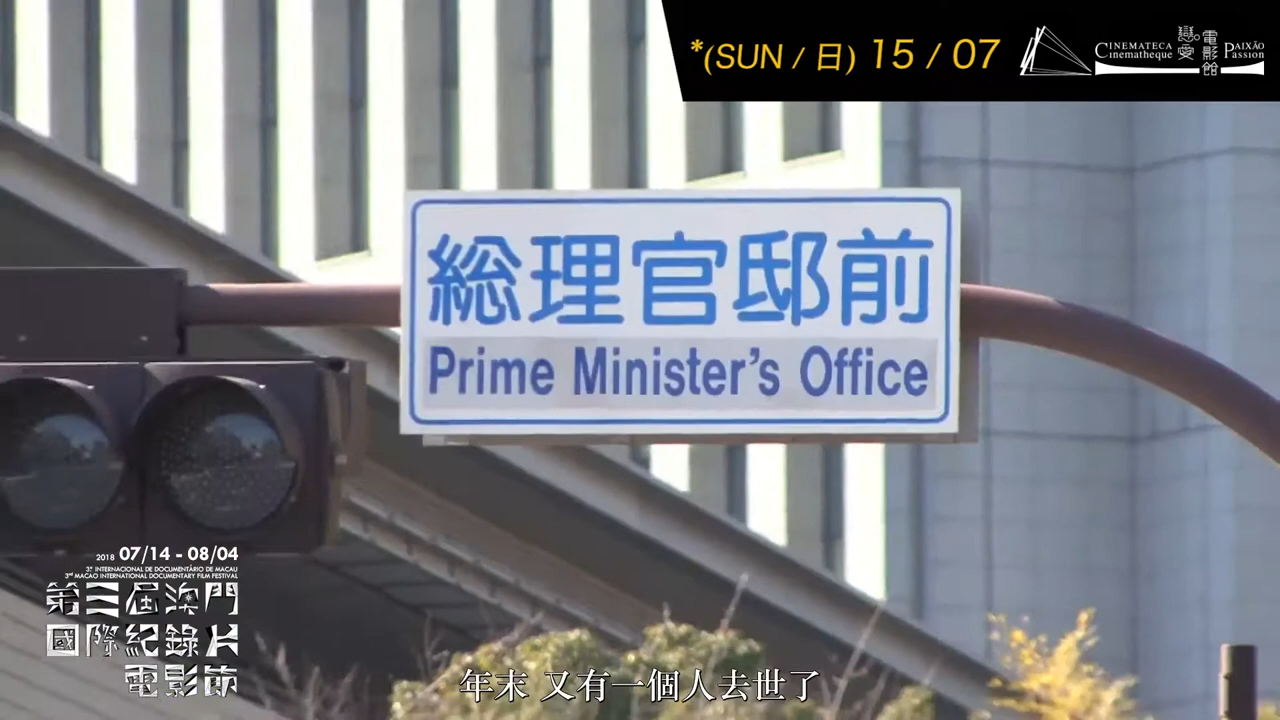 *(SUN / 日) 15 / 07
CINEMATECA
Cinematheque
戀愛
電影館
PAIXÃO
Passion
総理官邸前
Prime Minister's Office
2018 07/14 - 08/04
3.º INTERNACIONAL DE DOCUMENTÁRIO DE MACAU
3rd MACAO INTERNATIONAL DOCUMENTARY FILM FESTIVAL
第三屆澳門
國際紀錄片
電影節
年末 又有一個人去世了